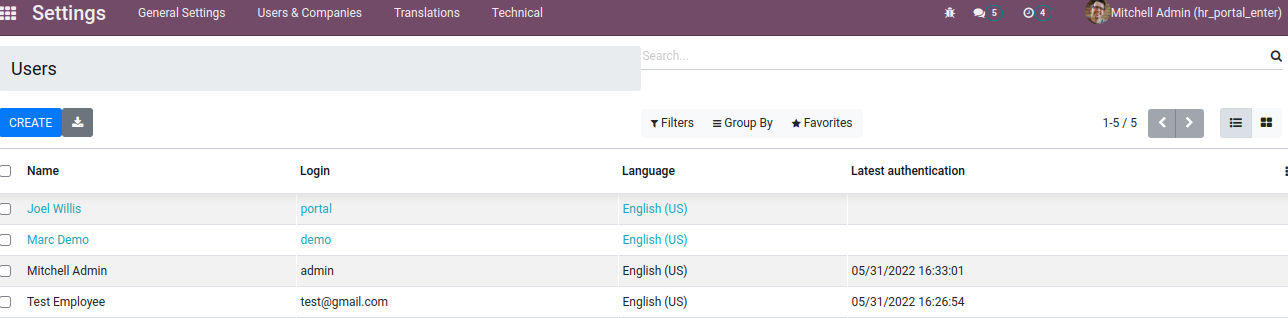 Settings General Settings Users & Companies Translations Technical 5 4 Mitchell Admin (hr_portal_enter)
Search...
Users
CREATE Filters Group By Favorites 1-5 / 5
Name Login Language Latest authentication
Joel Willis portal English (US)
Marc Demo demo English (US)
Mitchell Admin admin English (US) 05/31/2022 16:33:01
Test Employee test@gmail.com English (US) 05/31/2022 16:26:54